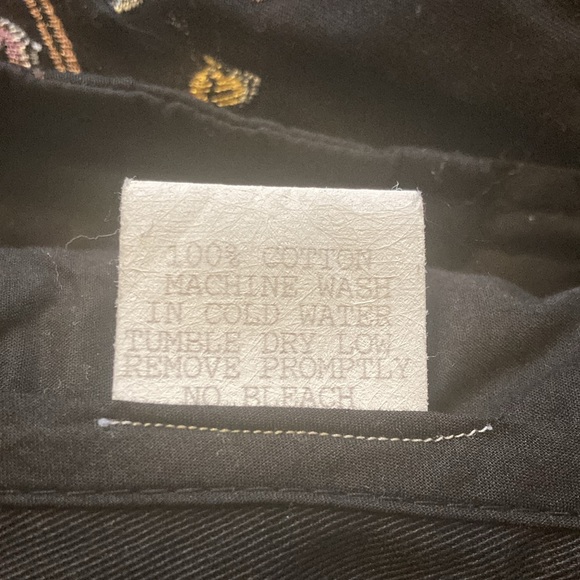 100% COTTON
MACHINE WASH
IN COLD WATER
TUMBLE DRY LOW
REMOVE PROMPTLY
NO BLEACH